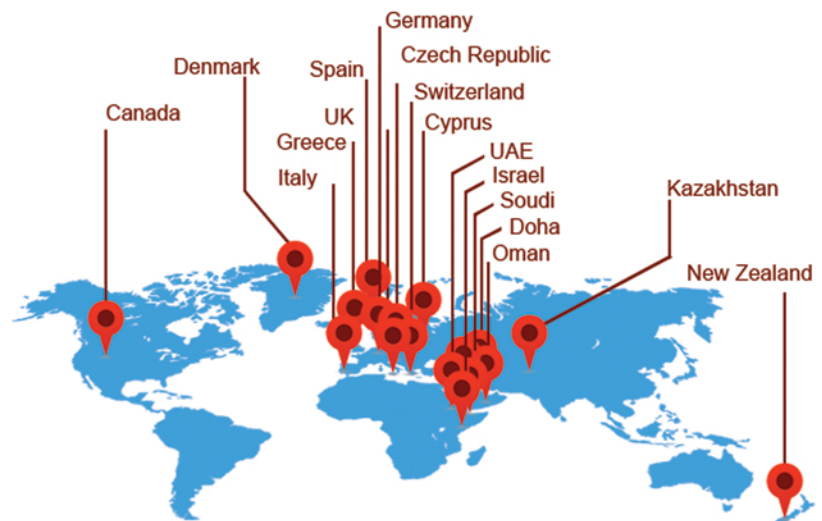 Germany
Czech Republic
Denmark
Spain
Switzerland
Canada
UK
Cyprus
Greece
UAE
Italy
Israel
Kazakhstan
Soudi
Doha
Oman
New Zealand